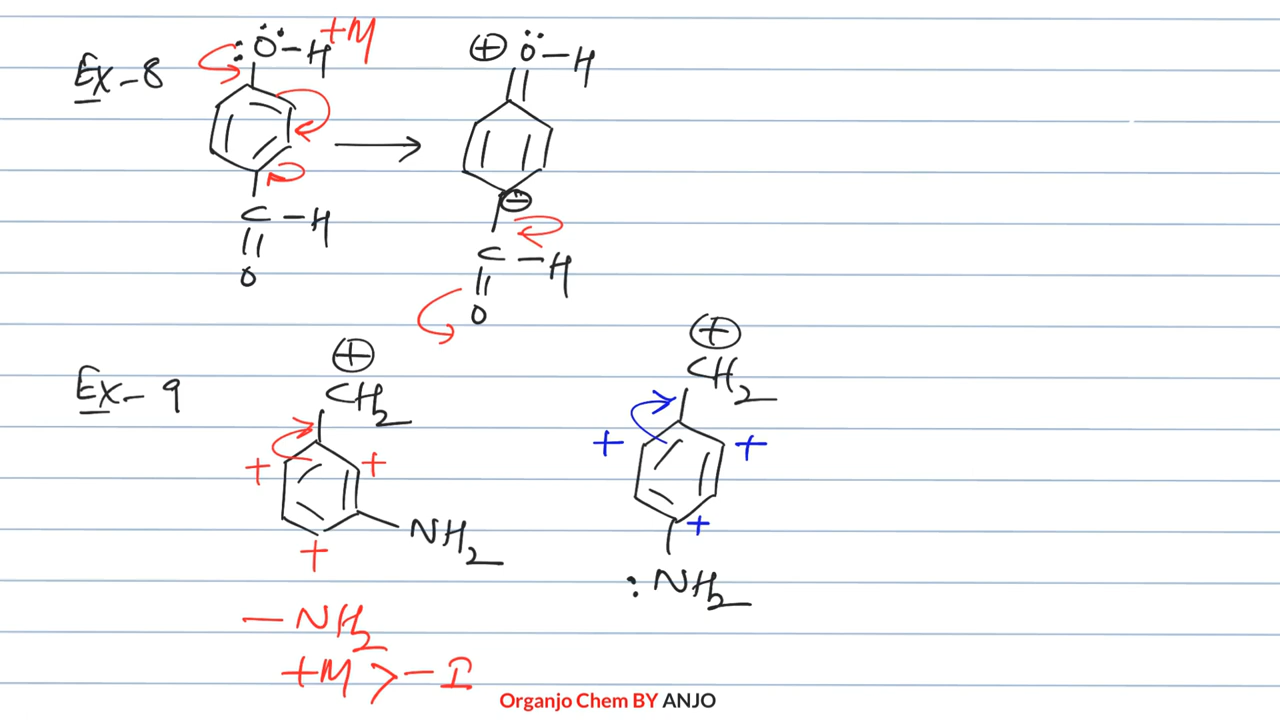 Ex-8
:Ö-H +M
C-H
O
⊕ Ö-H
⊖
C-H
O
Ex-9
⊕
CH2
+ +
NH2
+
⊕
CH2
+ +
+
:NH2
-NH2
+M > -I
Organjo Chem BY ANJO